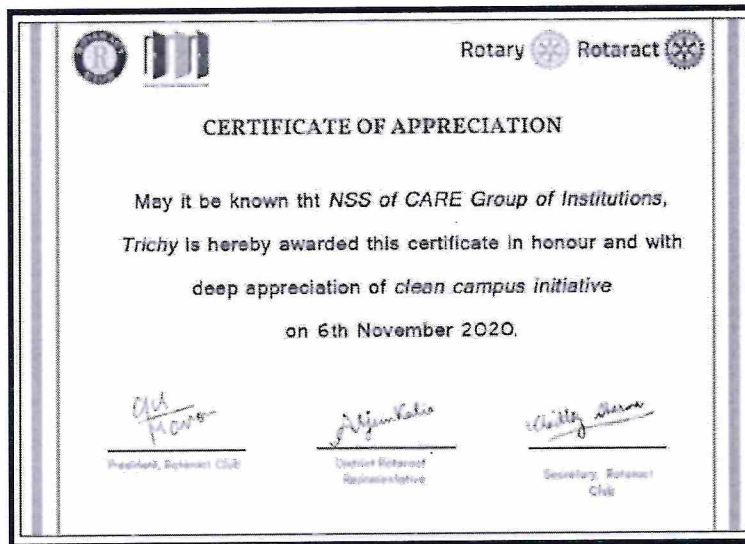 R
Rotary Rotaract
CERTIFICATE OF APPRECIATION
May it be known tht NSS of CARE Group of Institutions,
Trichy is hereby awarded this certificate in honour and with
deep appreciation of clean campus initiative
on 6th November 2020.
President, Rotaract Club
District Rotaract
Representative
Secretary, Rotaract
Club